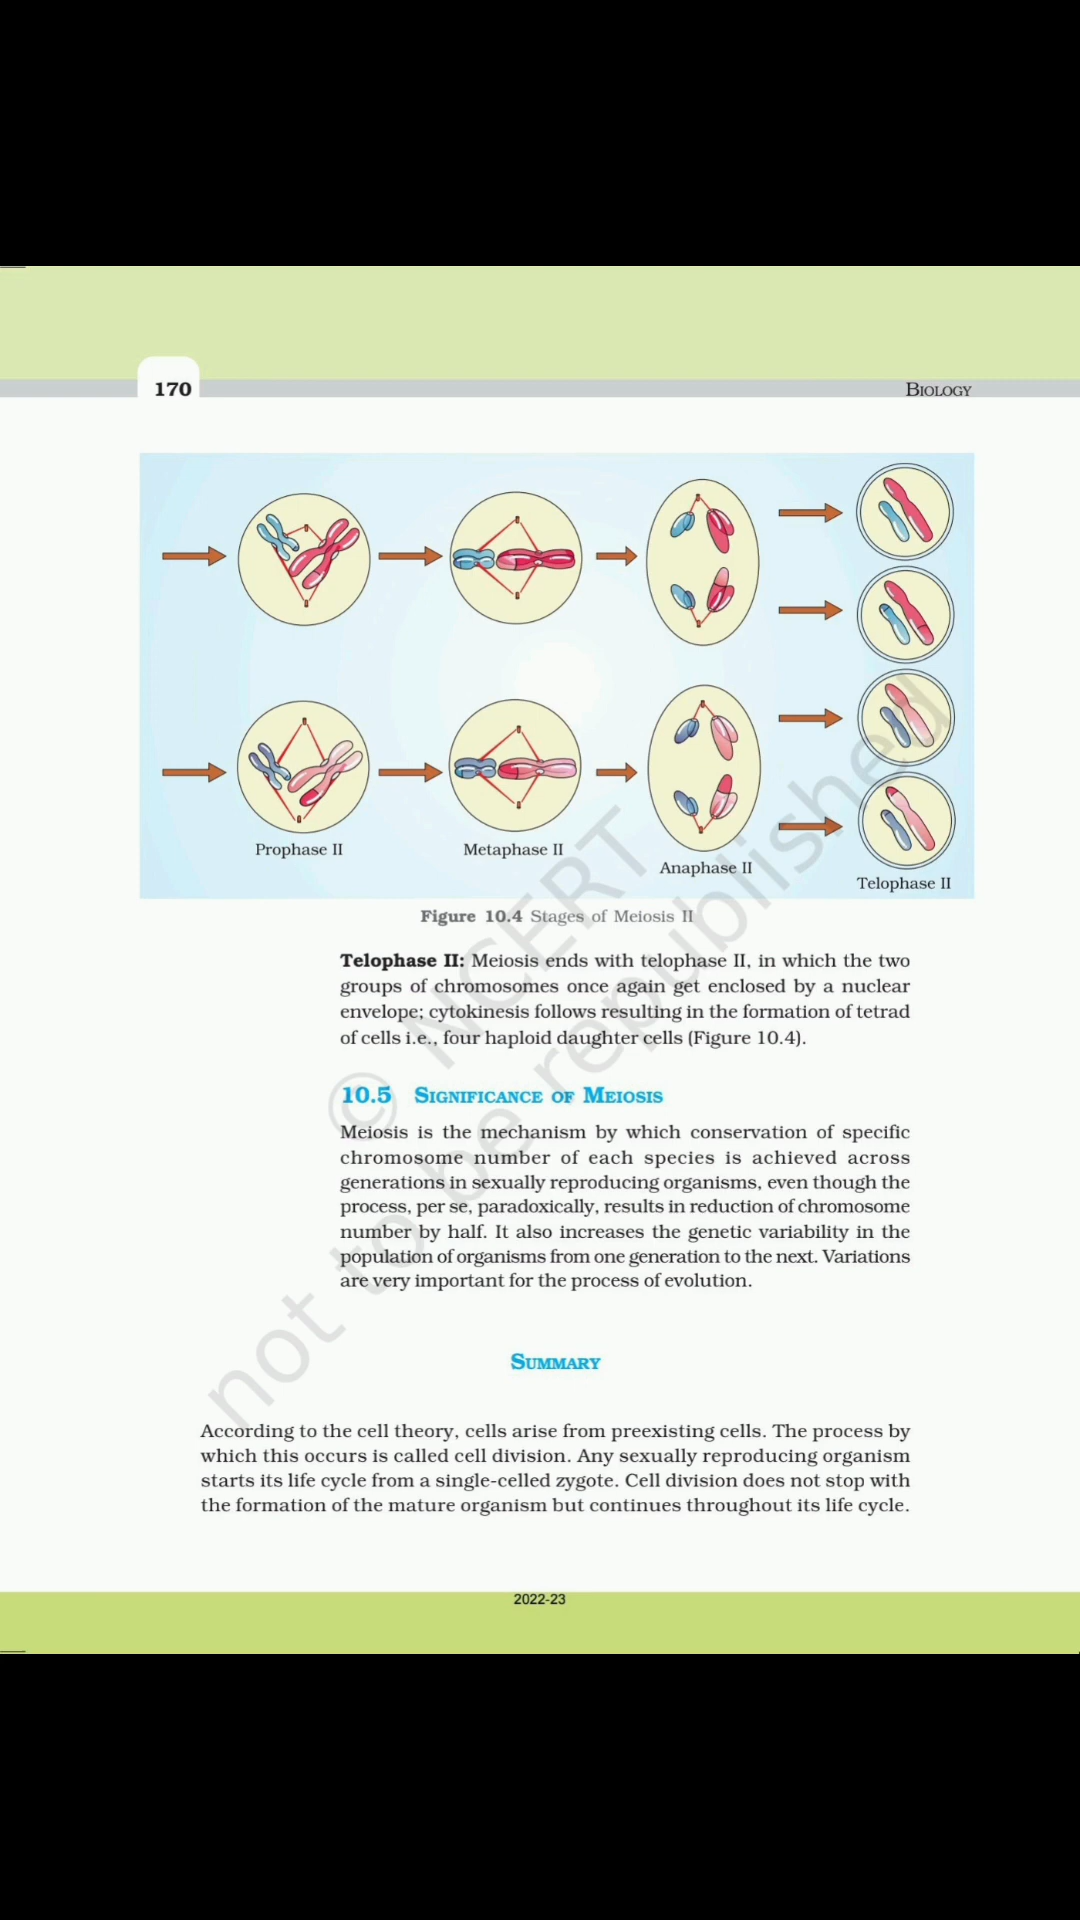 170
BIOLOGY
Prophase II
Metaphase II
Anaphase II
Telophase II
Figure 10.4 Stages of Meiosis II
Telophase II: Meiosis ends with telophase II, in which the two
groups of chromosomes once again get enclosed by a nuclear
envelope; cytokinesis follows resulting in the formation of tetrad
of cells i.e., four haploid daughter cells (Figure 10.4).
10.5 SIGNIFICANCE OF MEIOSIS
Meiosis is the mechanism by which conservation of specific
chromosome number of each species is achieved across
generations in sexually reproducing organisms, even though the
process, per se, paradoxically, results in reduction of chromosome
number by half. It also increases the genetic variability in the
population of organisms from one generation to the next. Variations
are very important for the process of evolution.
SUMMARY
According to the cell theory, cells arise from preexisting cells. The process by
which this occurs is called cell division. Any sexually reproducing organism
starts its life cycle from a single-celled zygote. Cell division does not stop with
the formation of the mature organism but continues throughout its life cycle.
2022-23
© NCERT
not to be republished